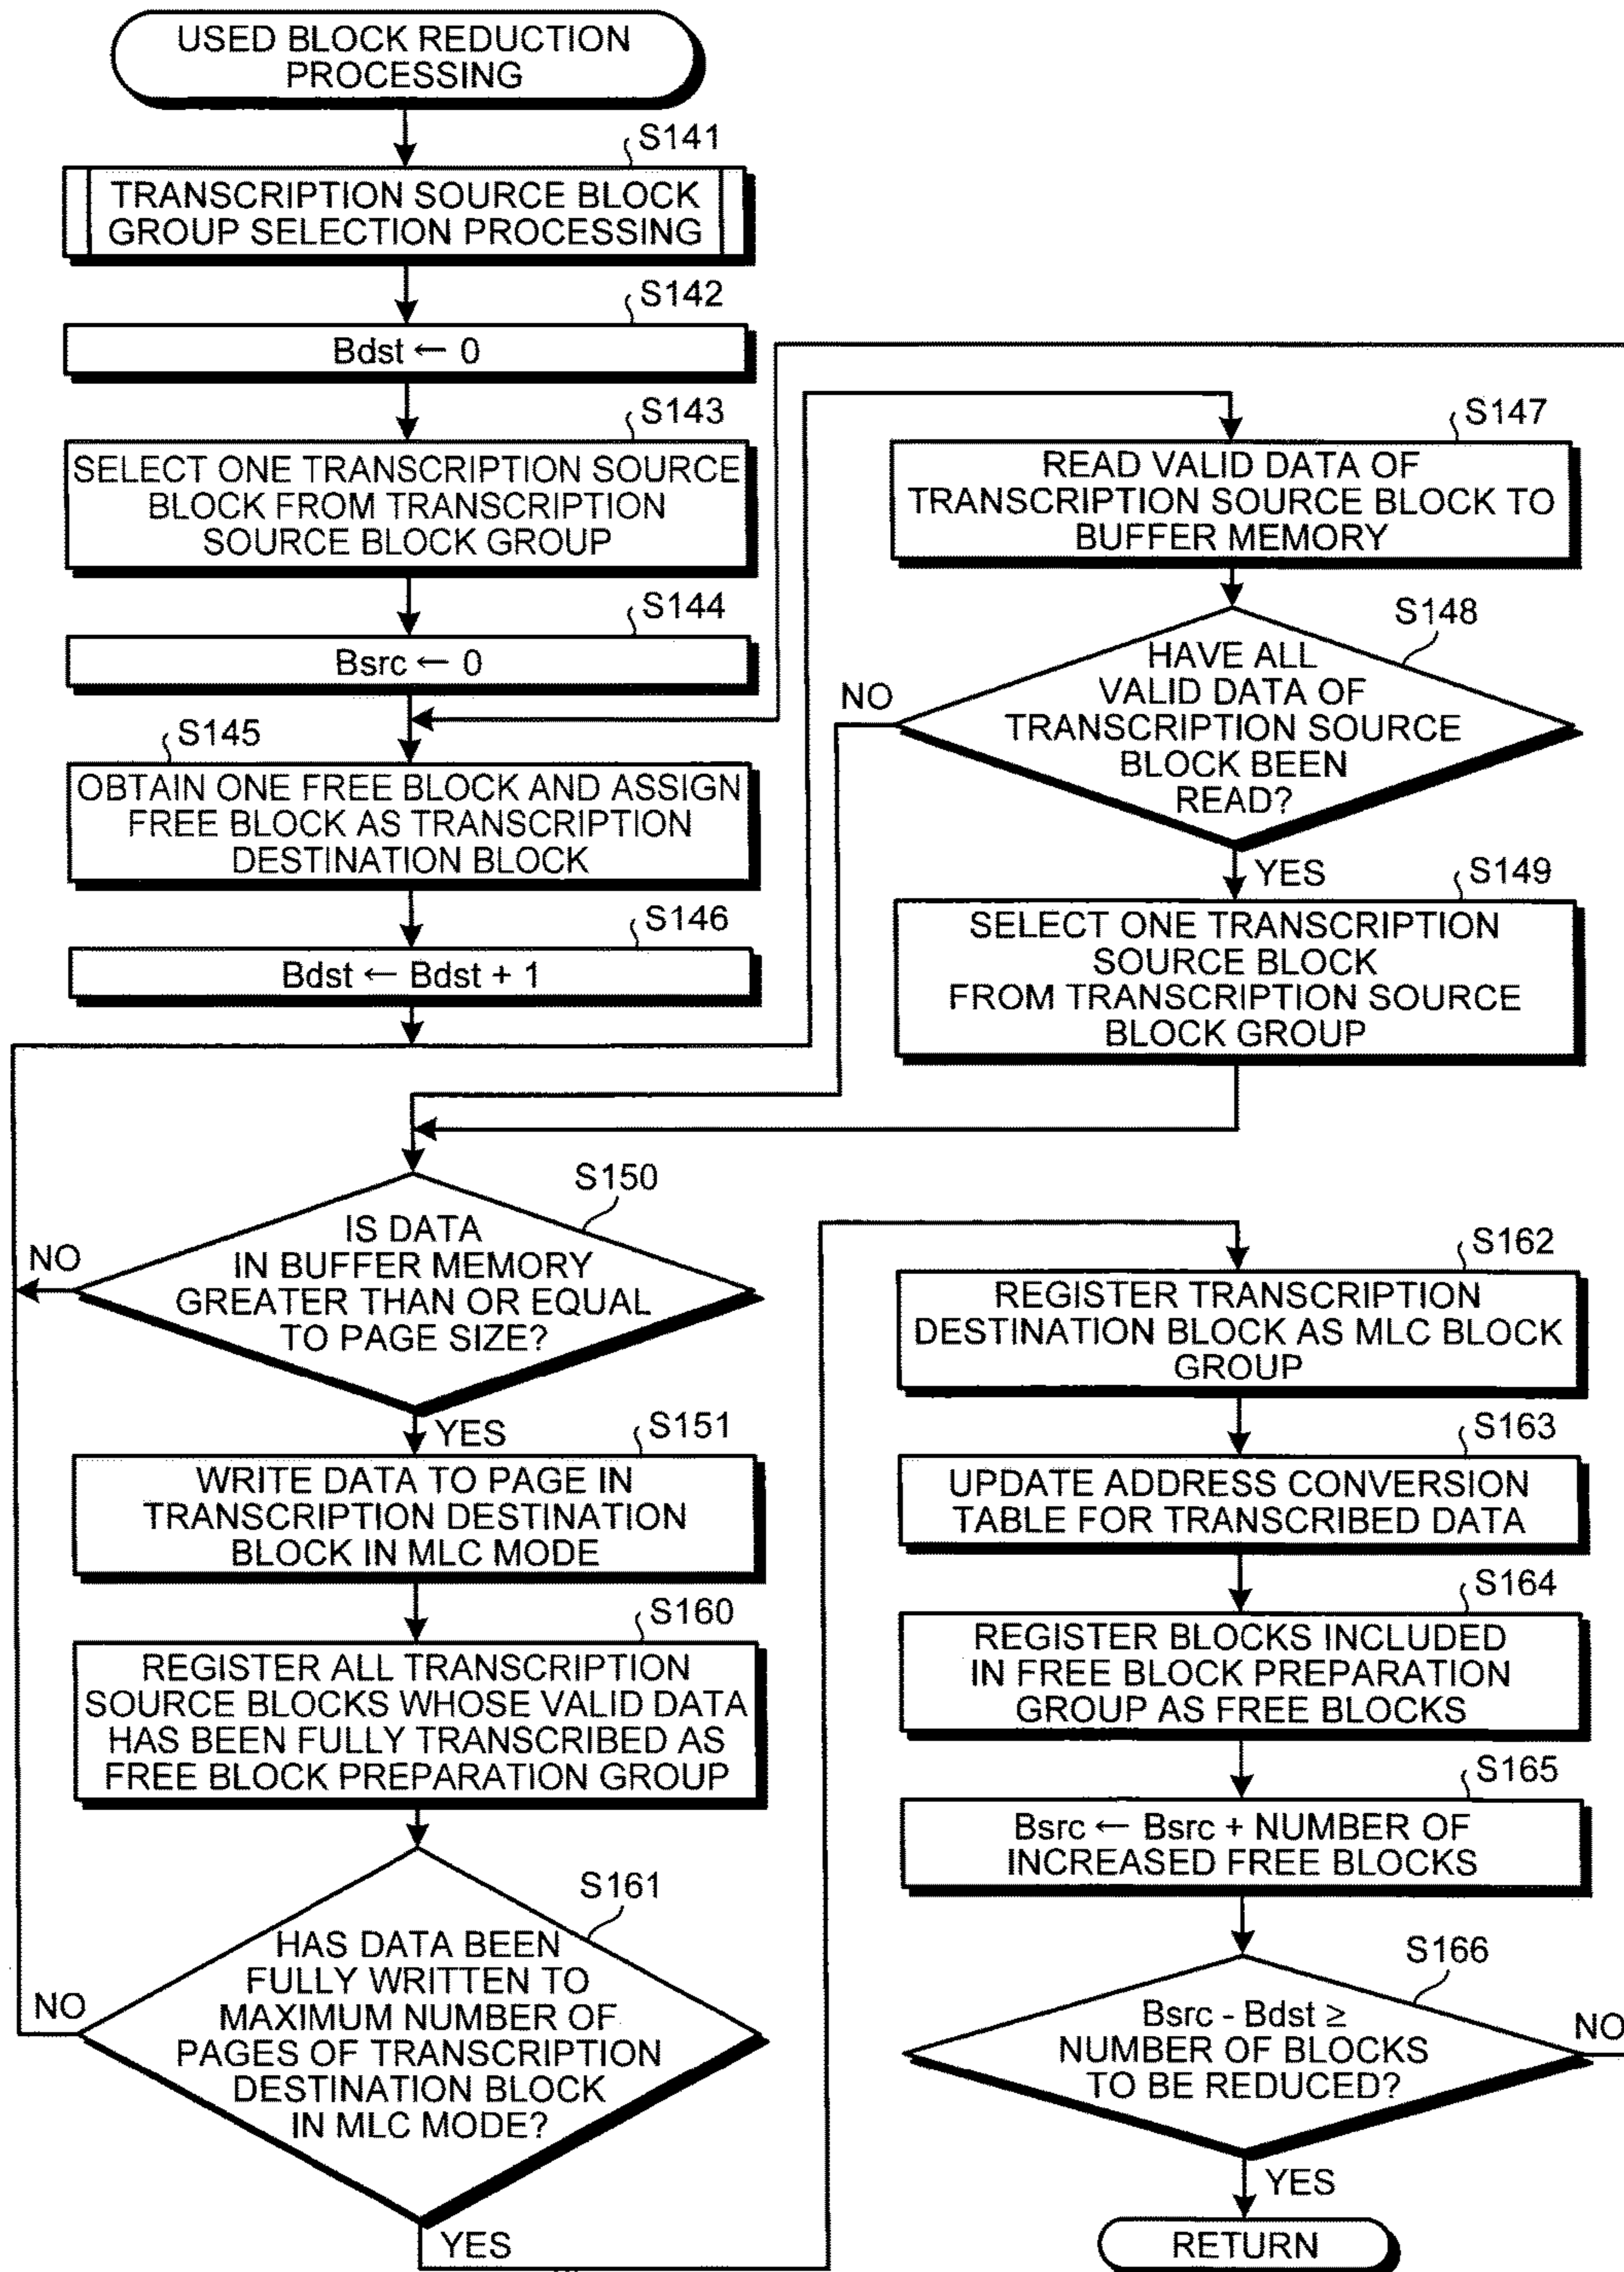 USED BLOCK REDUCTION
PROCESSING
S141
TRANSCRIPTION SOURCE BLOCK
GROUP SELECTION PROCESSING
S142
Bdst ← 0
S143
SELECT ONE TRANSCRIPTION SOURCE
BLOCK FROM TRANSCRIPTION
SOURCE BLOCK GROUP
S144
Bsrc ← 0
S145
OBTAIN ONE FREE BLOCK AND ASSIGN
FREE BLOCK AS TRANSCRIPTION
DESTINATION BLOCK
S146
Bdst ← Bdst + 1
S147
READ VALID DATA OF
TRANSCRIPTION SOURCE BLOCK TO
BUFFER MEMORY
S148
HAVE ALL
VALID DATA OF
TRANSCRIPTION SOURCE
BLOCK BEEN
READ?
NO
YES
S149
SELECT ONE TRANSCRIPTION
SOURCE BLOCK
FROM TRANSCRIPTION SOURCE
BLOCK GROUP
S150
IS DATA
IN BUFFER MEMORY
GREATER THAN OR EQUAL
TO PAGE SIZE?
NO
YES
S151
WRITE DATA TO PAGE IN
TRANSCRIPTION DESTINATION
BLOCK IN MLC MODE
S160
REGISTER ALL TRANSCRIPTION
SOURCE BLOCKS WHOSE VALID DATA
HAS BEEN FULLY TRANSCRIBED AS
FREE BLOCK PREPARATION GROUP
S161
HAS DATA BEEN
FULLY WRITTEN TO
MAXIMUM NUMBER OF
PAGES OF TRANSCRIPTION
DESTINATION BLOCK
IN MLC MODE?
NO
YES
S162
REGISTER TRANSCRIPTION
DESTINATION BLOCK AS MLC BLOCK
GROUP
S163
UPDATE ADDRESS CONVERSION
TABLE FOR TRANSCRIBED DATA
S164
REGISTER BLOCKS INCLUDED
IN FREE BLOCK PREPARATION
GROUP AS FREE BLOCKS
S165
Bsrc ← Bsrc + NUMBER OF
INCREASED FREE BLOCKS
S166
Bsrc - Bdst ≥
NUMBER OF BLOCKS
TO BE REDUCED?
NO
YES
RETURN